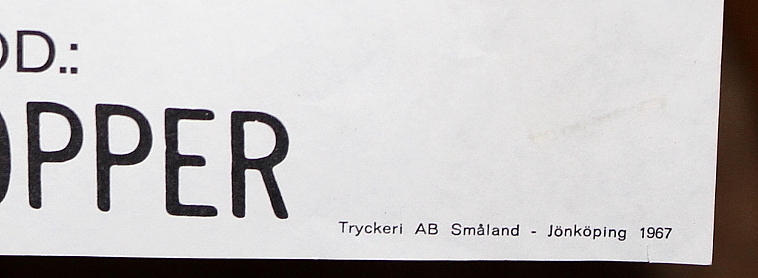 OD.:
OPPER
Tryckeri AB Småland - Jönköping 1967